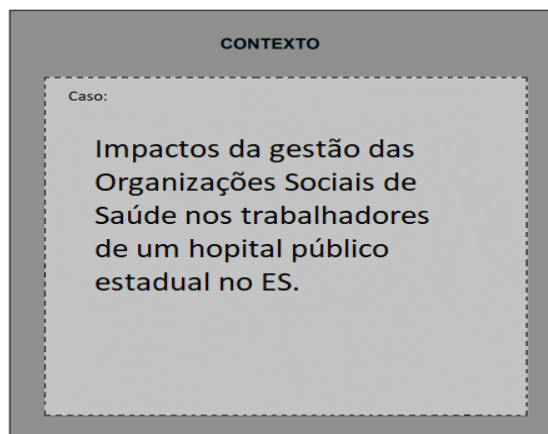 CONTEXTO
Caso:
Impactos da gestão das
Organizações Sociais de
Saúde nos trabalhadores
de um hopital público
estadual no ES.